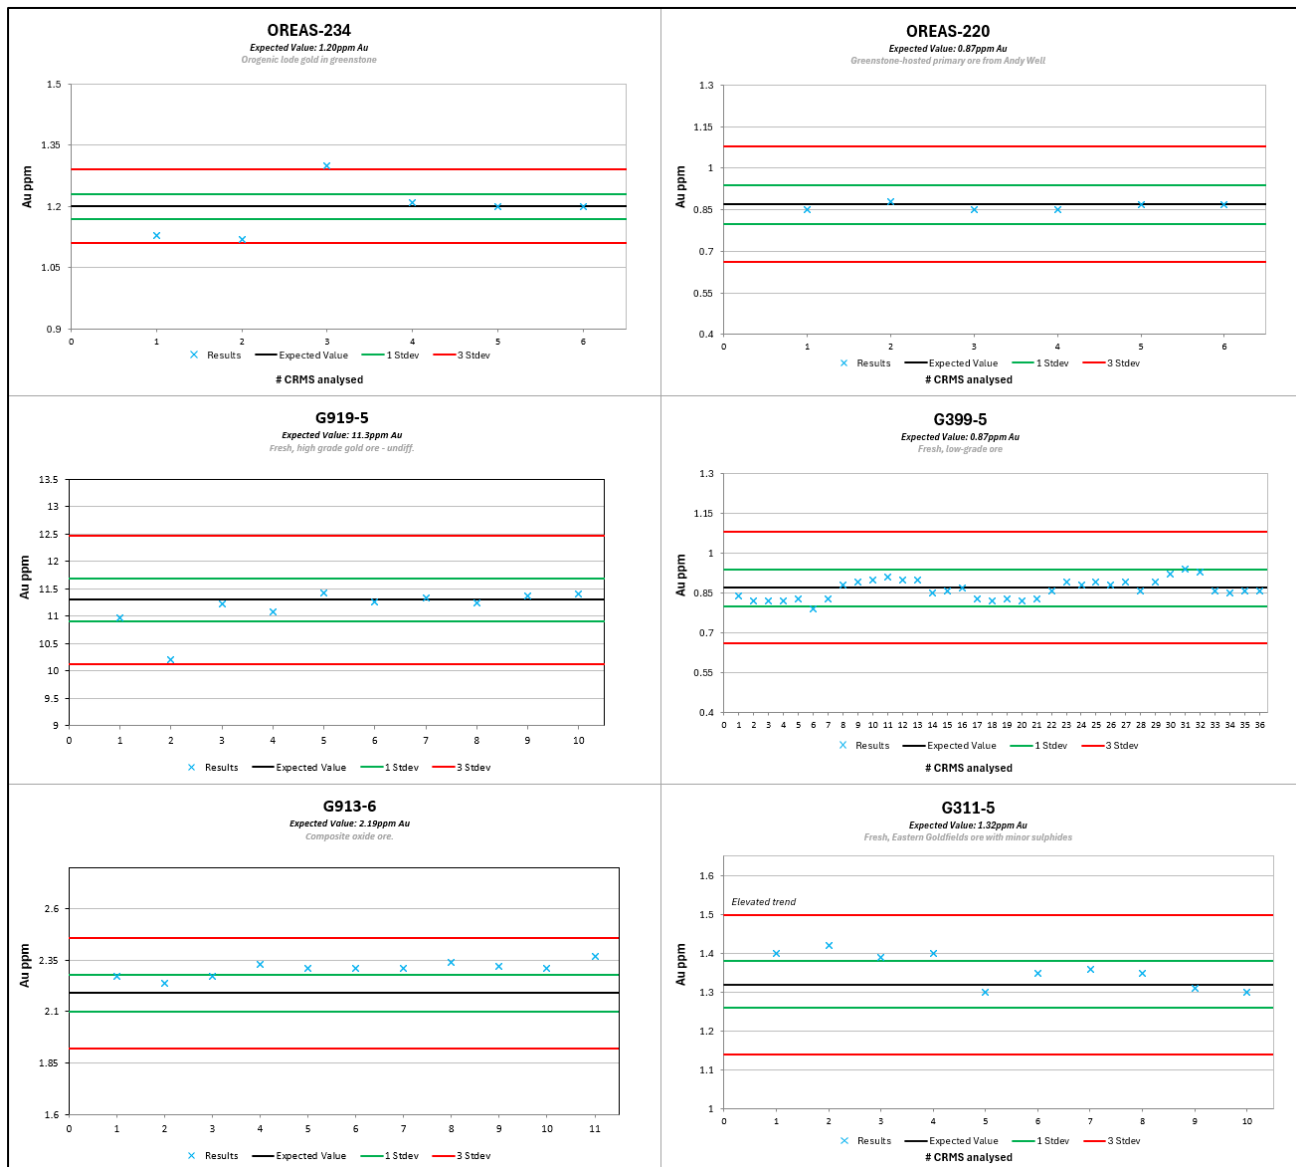 OREAS-234
Expected Value: 1.20ppm Au
Orogenic lode gold in greenstone
Au ppm
1.5
1.35
1.2
1.05
0.9
0 1 2 3 4 5 6
Results Expected Value 1 Stdev 3 Stdev
# CRMS analysed
OREAS-220
Expected Value: 0.87ppm Au
Greenstone-hosted primary ore from Andy Well
Au ppm
1.3
1.15
1
0.85
0.7
0.55
0.4
0 1 2 3 4 5 6
Results Expected Value 1 Stdev 3 Stdev
# CRMS analysed
G919-5
Expected Value: 11.3ppm Au
Fresh, high grade gold ore - undiff.
Au ppm
13.5
13
12.5
12
11.5
11
10.5
10
9.5
9
0 1 2 3 4 5 6 7 8 9 10
Results Expected Value 1 Stdev 3 Stdev
G399-5
Expected Value: 0.87ppm Au
Fresh, low-grade ore
Au ppm
1.3
1.15
1
0.85
0.7
0.55
0.4
0 1 2 3 4 5 6 7 8 9 10 11 12 13 14 15 16 17 18 19 20 21 22 23 24 25 26 27 28 29 30 31 32 33 34 35 36
Results Expected Value 1 Stdev 3 Stdev
# CRMS analysed
G913-6
Expected Value: 2.19ppm Au
Composite oxide ore.
Au ppm
2.6
2.35
2.1
1.85
1.6
0 1 2 3 4 5 6 7 8 9 10 11
Results Expected Value 1 Stdev 3 Stdev
G311-5
Expected Value: 1.32ppm Au
Fresh, Eastern Goldfields ore with minor sulphides
Elevated trend
Au ppm
1.6
1.5
1.4
1.3
1.2
1.1
1
0 1 2 3 4 5 6 7 8 9 10
Results Expected Value 1 Stdev 3 Stdev
# CRMS analysed